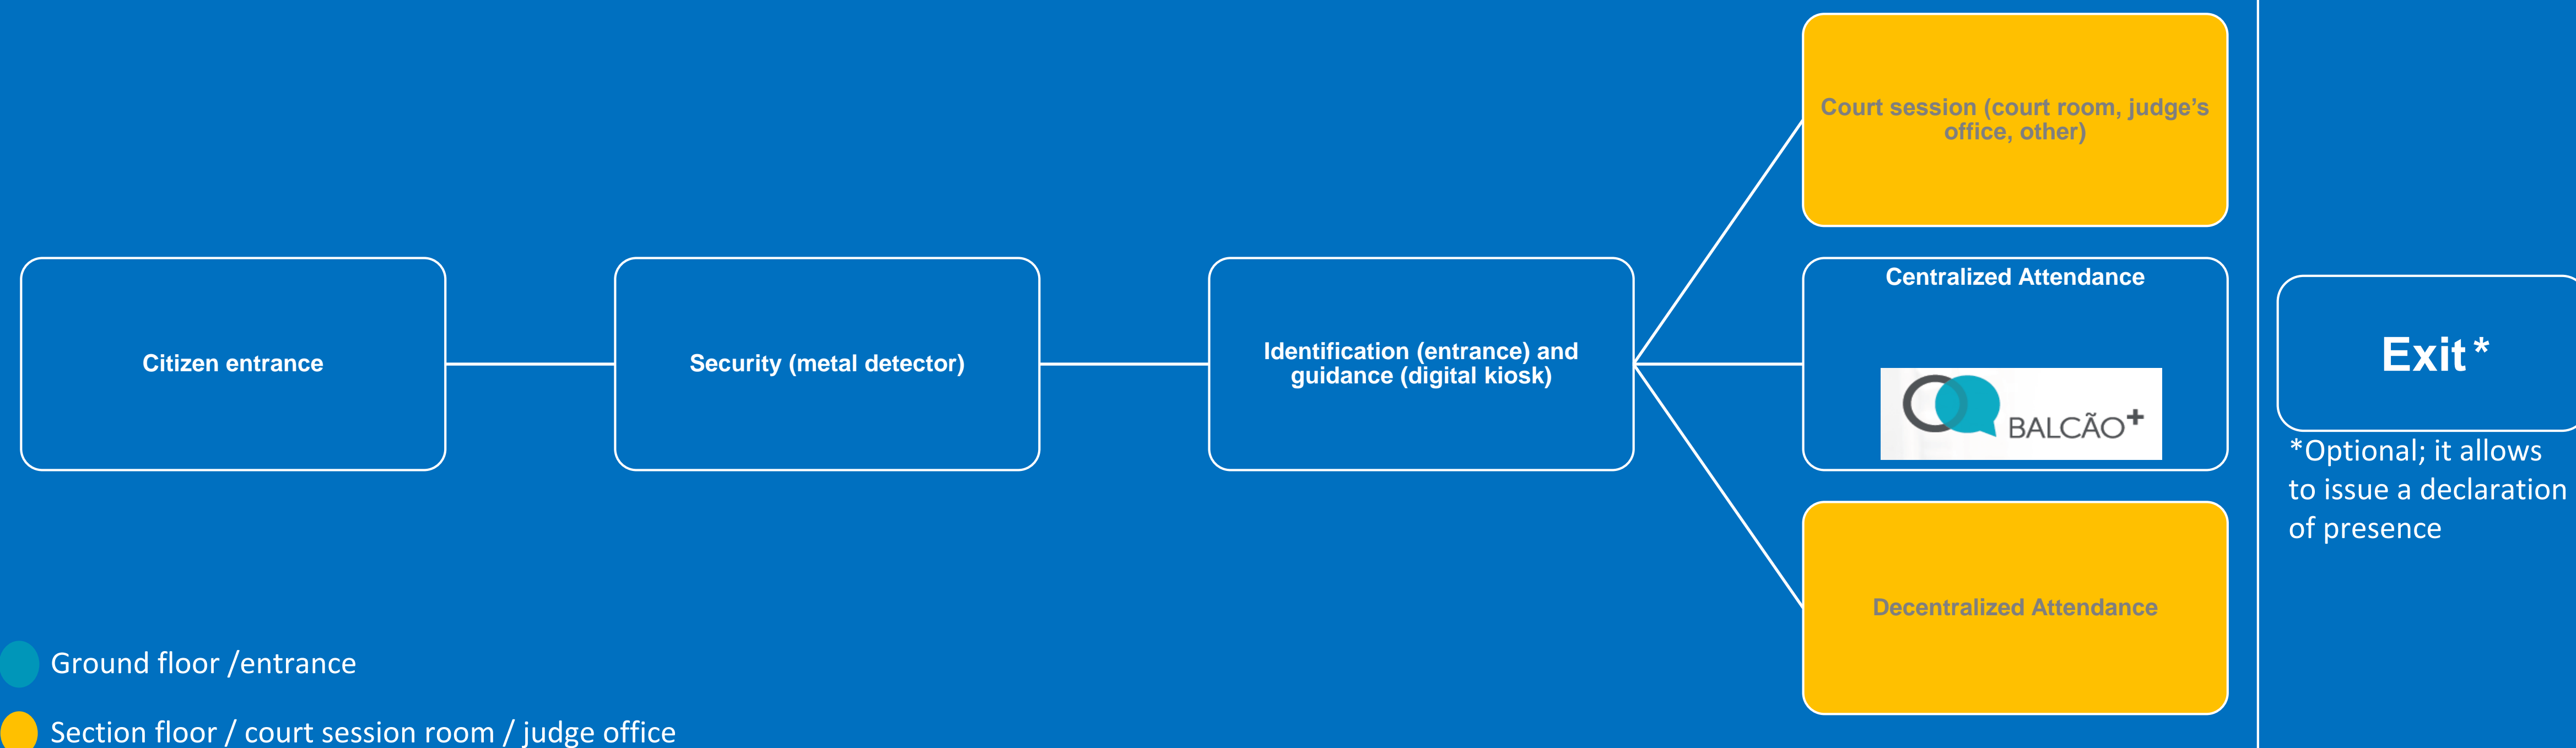 Citizen entrance
Security (metal detector)
Identification (entrance) and
guidance (digital kiosk)
Court session (court room, judge’s
office, other)
Centralized Attendance
BALCÃO+
Decentralized Attendance
Exit*
*Optional; it allows
to issue a declaration
of presence
Ground floor /entrance
Section floor / court session room / judge office